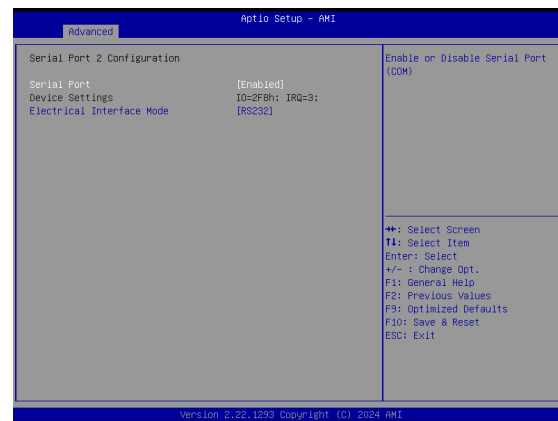 Aptio Setup - AMI
Advanced
Serial Port 2 Configuration
Serial Port [Enabled]
Device Settings IO=2F8h; IRQ=3;
Electrical Interface Mode [RS232]
Enable or Disable Serial Port
(COM)
→←: Select Screen
↑↓: Select Item
Enter: Select
+/- : Change Opt.
F1: General Help
F2: Previous Values
F9: Optimized Defaults
F10: Save & Reset
ESC: Exit
Version 2.22.1293 Copyright (C) 2024 AMI